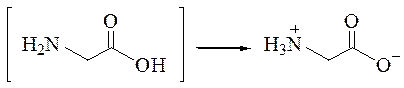 O
H₂N
OH
+
H₃N
O
O⁻